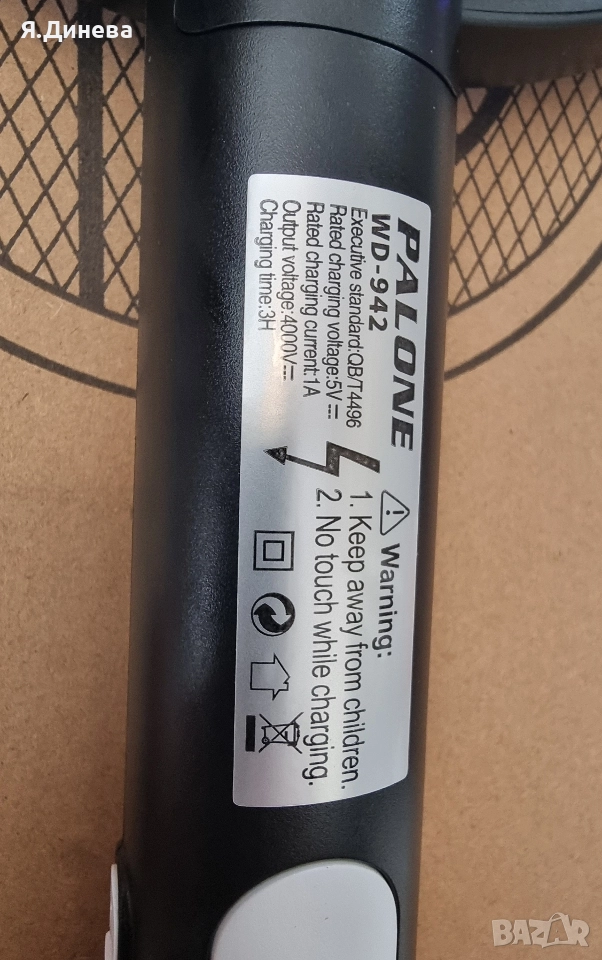 Я.Динева
PALONE
WD-942
Executive standard:QB/T4496
Rated charging voltage:5V
Rated charging current:1A
Output voltage:4000V
Charging time:3H
Warning:
1. Keep away from children.
2. No touch while charging.
BAZAR